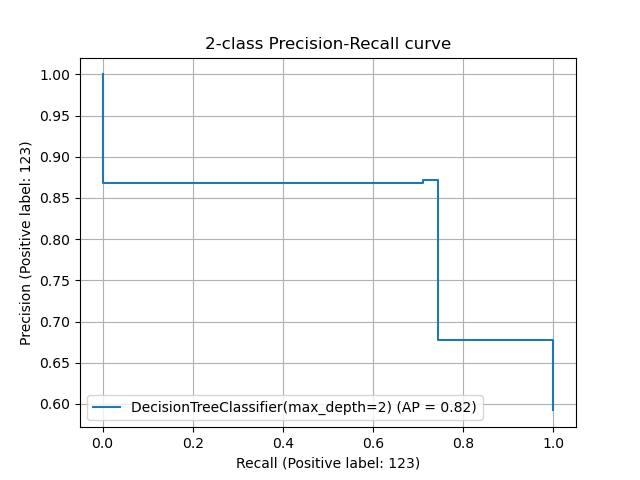 2-class Precision-Recall curve
1.00
0.95
0.90
0.85
0.80
0.75
0.70
0.65
0.60
Precision (Positive label: 123)
DecisionTreeClassifier(max_depth=2) (AP = 0.82)
0.0 0.2 0.4 0.6 0.8 1.0
Recall (Positive label: 123)